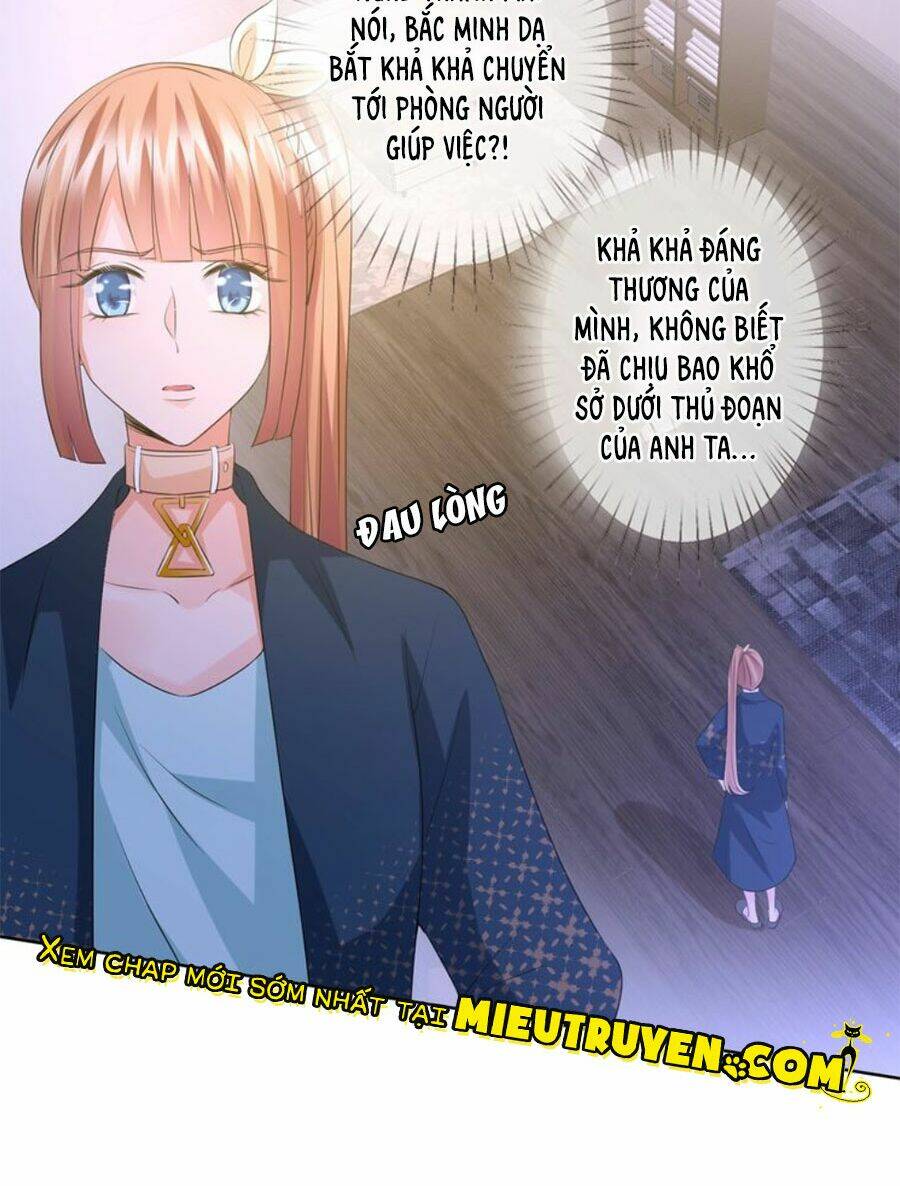 NÓI, BẮC MINH DẠ
BẮT KHẢ KHẢ CHUYỂN
TỚI PHÒNG NGƯỜI
GIÚP VIỆC?!
KHẢ KHẢ ĐÁNG
THƯƠNG CỦA
MÌNH, KHÔNG BIẾT
ĐÃ CHỊU BAO KHỔ
SỞ DƯỚI THỦ ĐOẠN
CỦA ANH TA...
ĐAU LÒNG
XEM CHAP MỚI SỚM NHẤT TẠI MIEUTRUYEN.COM